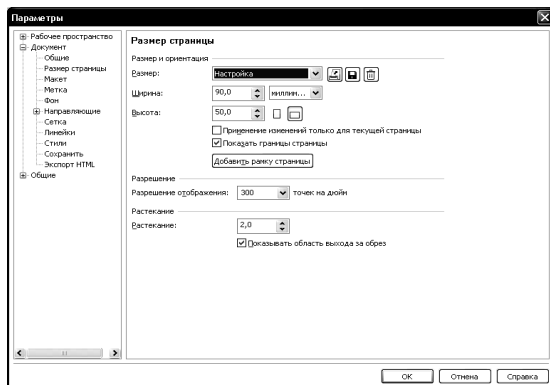 Параметры
Рабочее пространство
Документ
Общие
Размер страницы
Макет
Метка
Фон
Направляющие
Сетка
Линейки
Стили
Сохранить
Экспорт HTML
Общие
Размер страницы
Размер и ориентация
Размер: Настройка
Ширина: 90,0 миллим...
Высота: 50,0
Применение изменений только для текущей страницы
Показать границы страницы
Добавить рамку страницы
Разрешение
Разрешение отображения: 300 точек на дюйм
Растекание
Растекание: 2,0
Показывать область выхода за обрез
ОК Отмена Справка